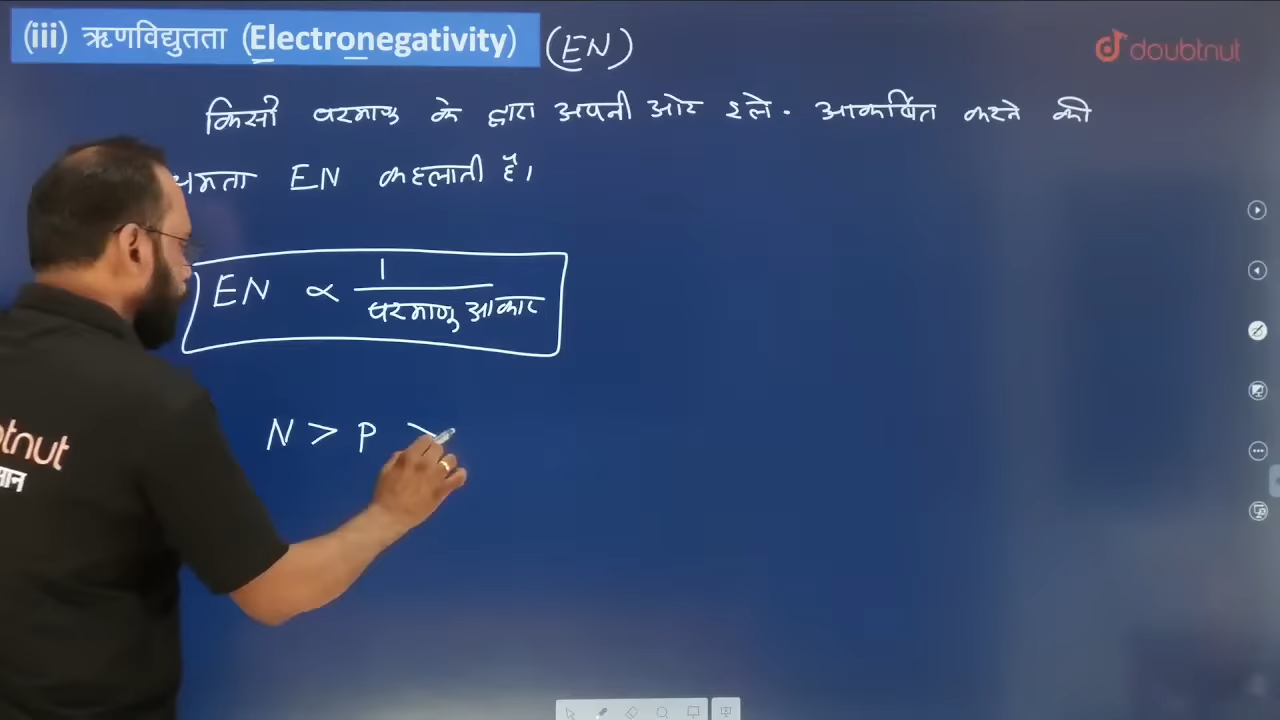 (iii) ऋणविद्युतता (Electronegativity) (EN)
doubtnut
किसी परमाणु के द्वारा अपनी ओर इले. आकर्षित करने की
क्षमता EN कहलाती है।
EN ∝ 1/परमाणु आकार
N > P >
tnut